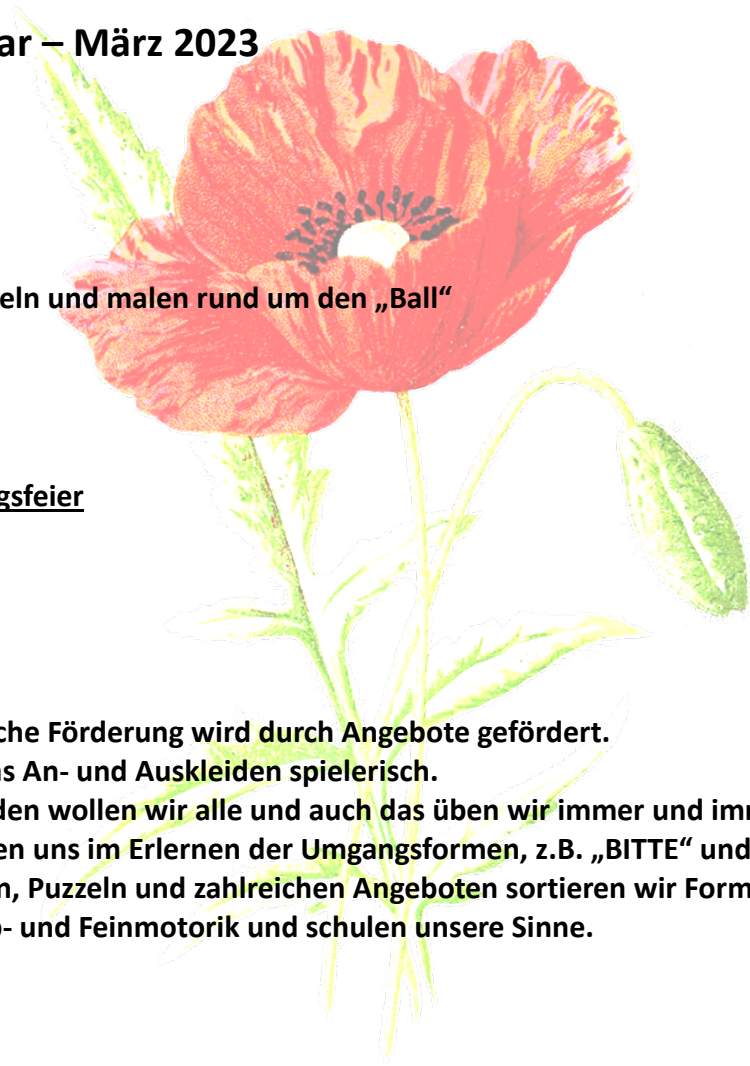 ar – März 2023
eln und malen rund um den „Ball“
gsfeier
che Förderung wird durch Angebote gefördert.
s An- und Auskleiden spielerisch.
den wollen wir alle und auch das üben wir immer und imm
en uns im Erlernen der Umgangsformen, z.B. „BITTE“ und
n, Puzzeln und zahlreichen Angeboten sortieren wir Form
- und Feinmotorik und schulen unsere Sinne.